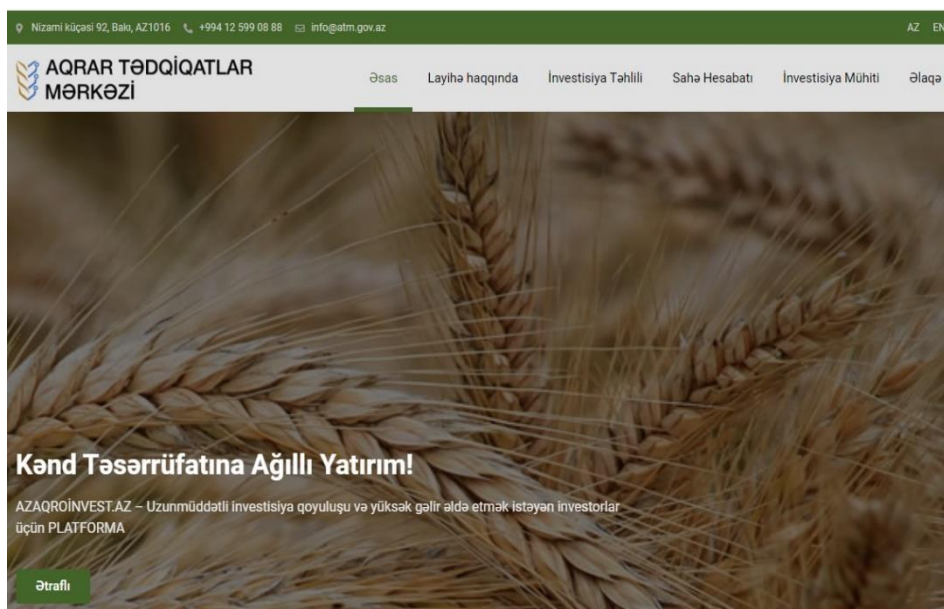 Nizami küçəsi 92, Bakı, AZ1016 +994 12 599 08 88 info@atm.gov.az AZ EN
AQRAR TƏDQİQATLAR
MƏRKƏZİ
Əsas Layihə haqqında İnvestisiya Təhlili Sahə Hesabatı İnvestisiya Mühiti Əlaqə
Kənd Təsərrüfatına Ağıllı Yatırım!
AZAQROİNVEST.AZ – Uzunmüddətli investisiya qoyuluşu və yüksək gəlir əldə etmək istəyən investorlar
üçün PLATFORMA
Ətraflı